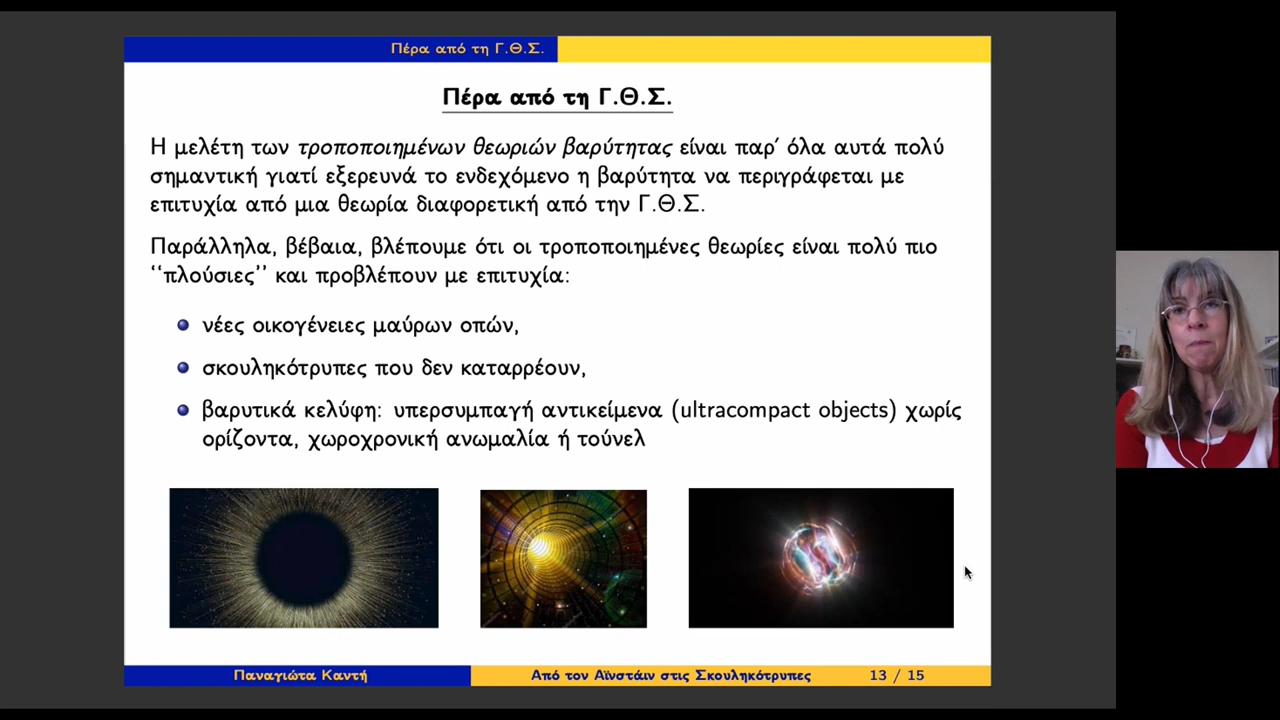 Πέρα από τη Γ.Θ.Σ.
Πέρα από τη Γ.Θ.Σ.
Η μελέτη των τροποποιημένων θεωριών βαρύτητας είναι παρ' όλα αυτά πολύ
σημαντική γιατί εξερευνά το ενδεχόμενο η βαρύτητα να περιγράφεται με
επιτυχία από μια θεωρία διαφορετική από την Γ.Θ.Σ.
Παράλληλα, βέβαια, βλέπουμε ότι οι τροποποιημένες θεωρίες είναι πολύ πιο
‘‘πλούσιες’’ και προβλέπουν με επιτυχία:
νέες οικογένειες μαύρων οπών,
σκουληκότρυπες που δεν καταρρέουν,
βαρυτικά κελύφη: υπερσυμπαγή αντικείμενα (ultracompact objects) χωρίς
ορίζοντα, χωροχρονική ανωμαλία ή τούνελ
Παναγιώτα Καντή
Από τον Αϊνστάιν στις Σκουληκότρυπες
13 / 15